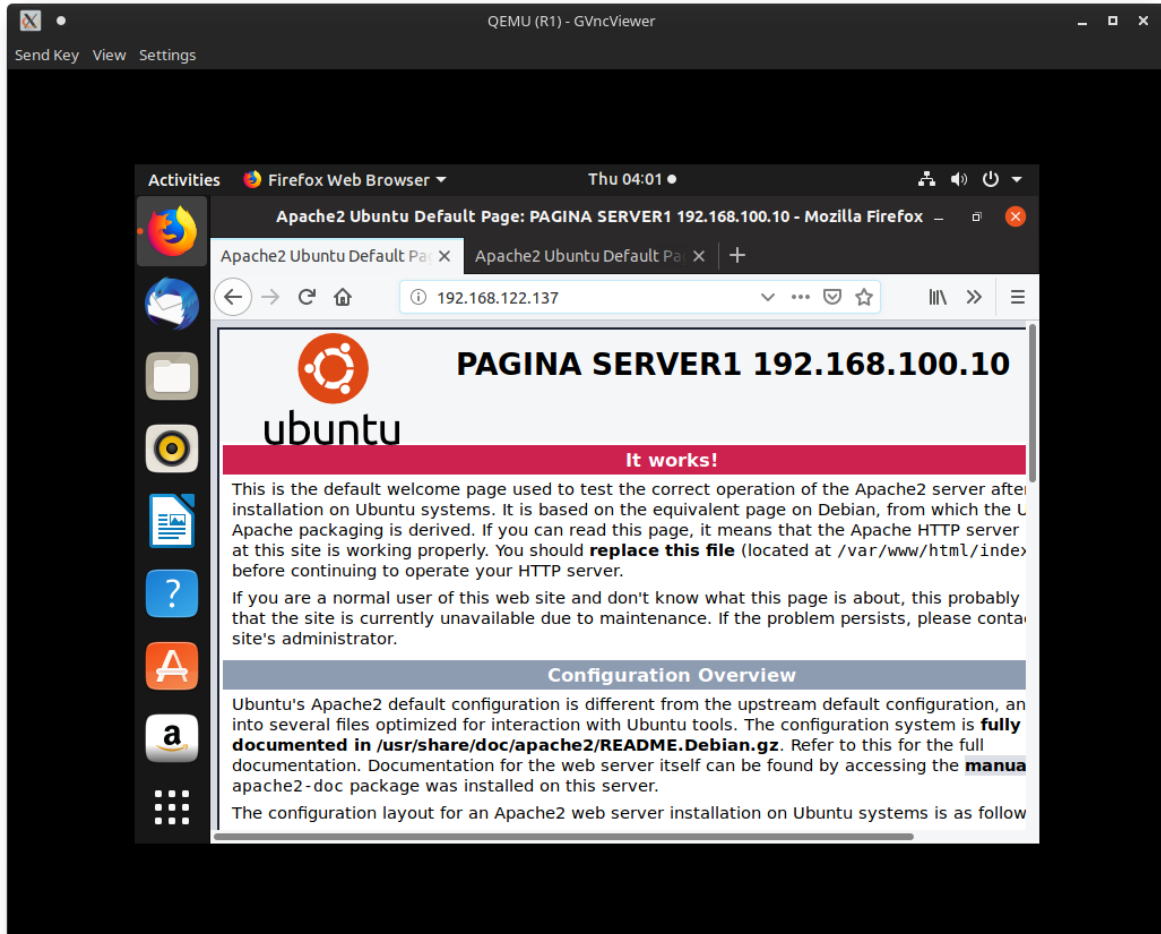 QEMU (R1) - GVncViewer
Send Key View Settings
Activities Firefox Web Browser Thu 04:01
Apache2 Ubuntu Default Page: PAGINA SERVER1 192.168.100.10 - Mozilla Firefox
Apache2 Ubuntu Default Pag Apache2 Ubuntu Default Pa
192.168.122.137
ubuntu
PAGINA SERVER1 192.168.100.10
It works!
This is the default welcome page used to test the correct operation of the Apache2 server after
installation on Ubuntu systems. It is based on the equivalent page on Debian, from which the U
Apache packaging is derived. If you can read this page, it means that the Apache HTTP server
at this site is working properly. You should replace this file (located at /var/www/html/index
before continuing to operate your HTTP server.
If you are a normal user of this web site and don't know what this page is about, this probably
that the site is currently unavailable due to maintenance. If the problem persists, please conta
site's administrator.
Configuration Overview
Ubuntu's Apache2 default configuration is different from the upstream default configuration, an
into several files optimized for interaction with Ubuntu tools. The configuration system is fully
documented in /usr/share/doc/apache2/README.Debian.gz. Refer to this for the full
documentation. Documentation for the web server itself can be found by accessing the manua
apache2-doc package was installed on this server.
The configuration layout for an Apache2 web server installation on Ubuntu systems is as follow